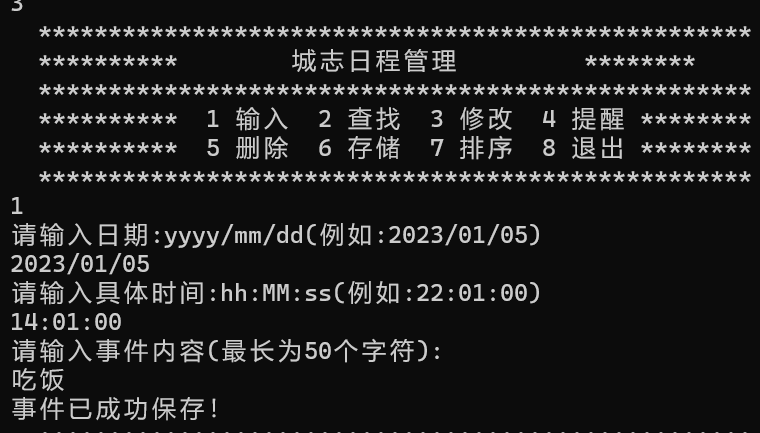 3
***************************************************
********** 城志日程管理 ********
***************************************************
********** 1 输入 2 查找 3 修改 4 提醒 ********
********** 5 删除 6 存储 7 排序 8 退出 ********
***************************************************
1
请输入日期:yyyy/mm/dd(例如:2023/01/05)
2023/01/05
请输入具体时间:hh:MM:ss(例如:22:01:00)
14:01:00
请输入事件内容(最长为50个字符):
吃饭
事件已成功保存!
***************************************************